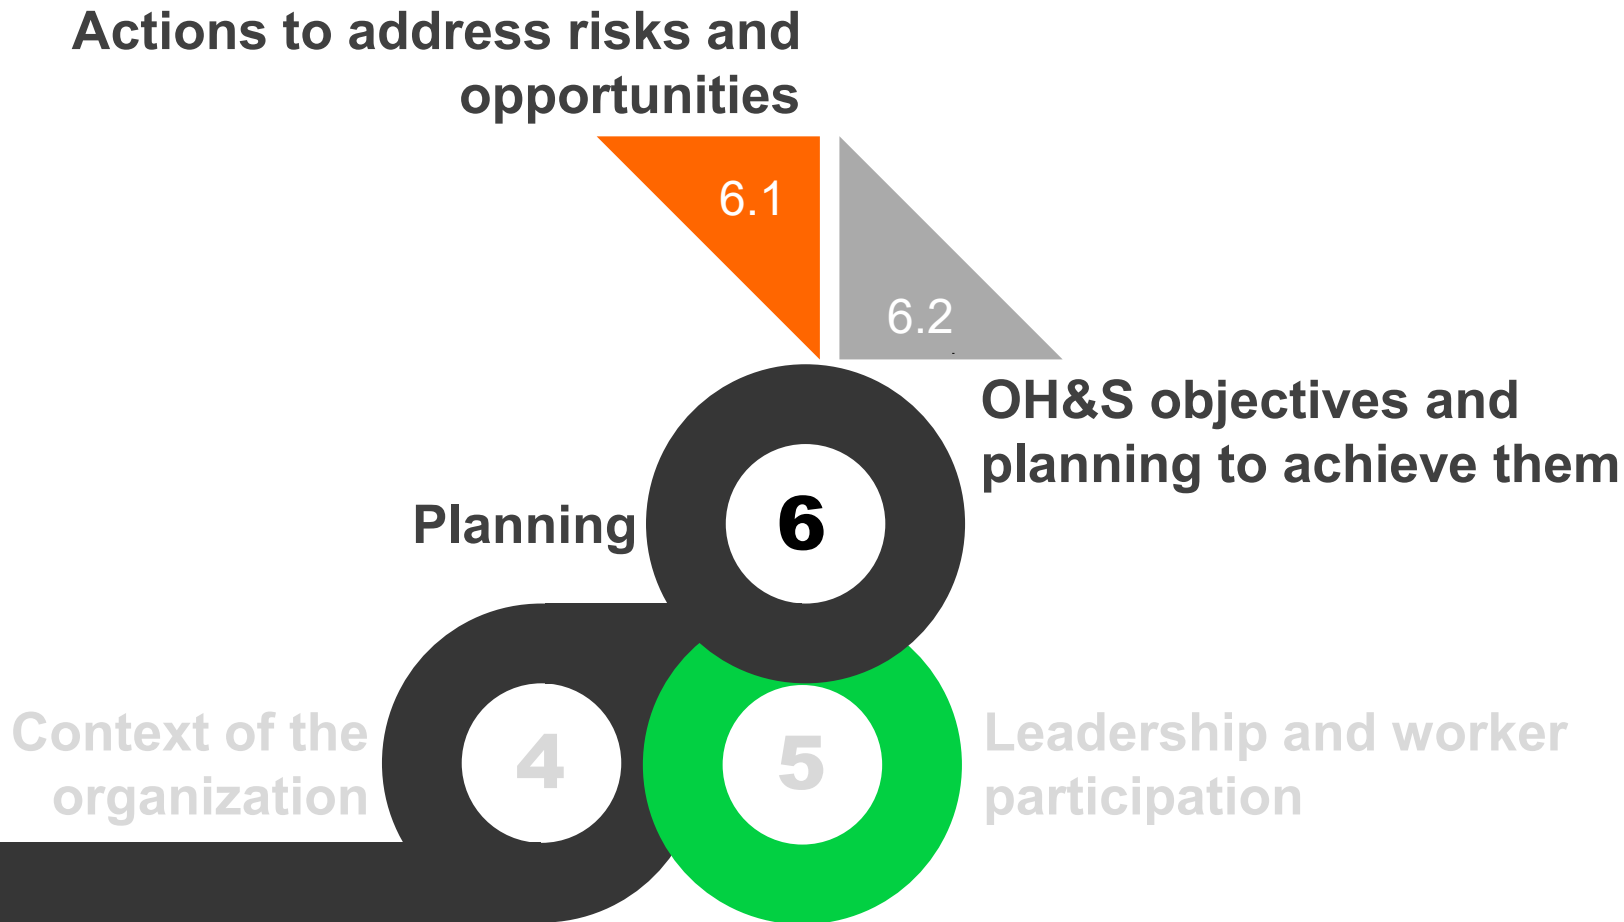 Actions to address risks and
opportunities
6.1
6.2
OH&S objectives and
planning to achieve them
Planning
6
Context of the
organization
4
5
Leadership and worker
participation